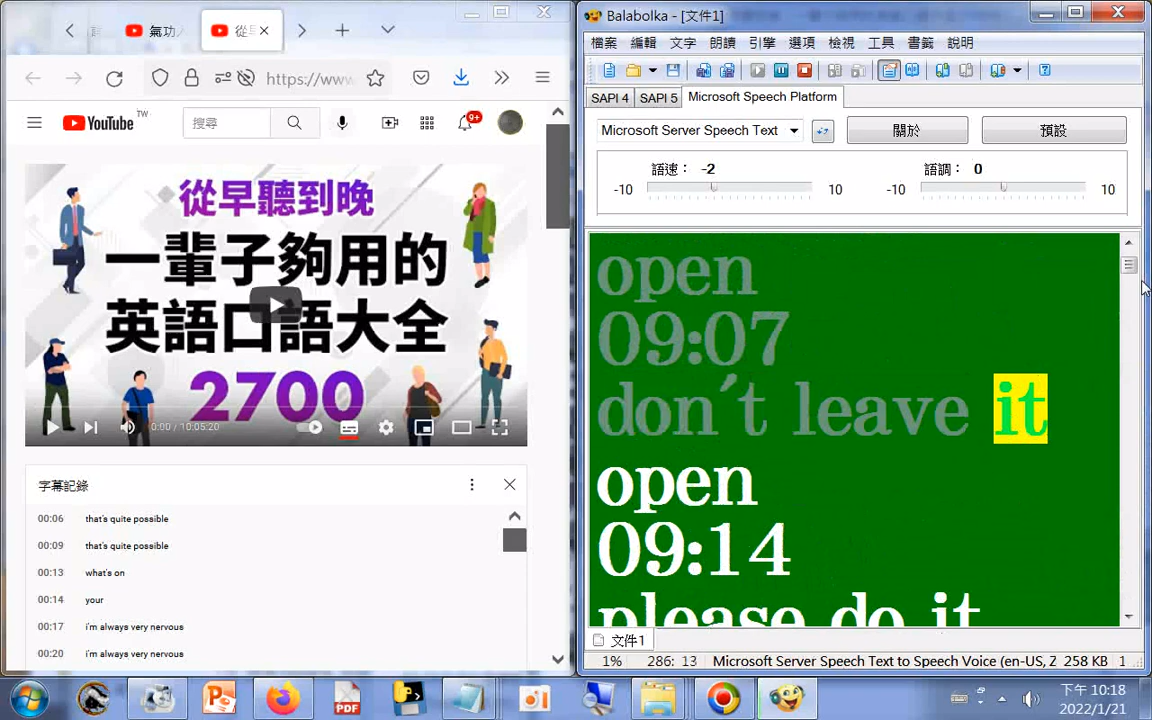 氣功
從
https://www
YouTube TW
搜尋
9+
從早聽到晚
一輩子夠用的
英語口語大全
2700
0:00 / 10:05:20
字幕記錄
00:06 that's quite possible
00:09 that's quite possible
00:13 what's on
00:14 your
00:17 i'm always very nervous
00:20 i'm always very nervous
Balabolka - [文件1]
檔案 編輯 文字 朗讀 引擎 選項 檢視 工具 書籤 說明
SAPI 4 SAPI 5 Microsoft Speech Platform
Microsoft Server Speech Text
關於
預設
語速： -2
語調： 0
-10 10
-10 10
open
09:07
don't leave it
open
09:14
please do it
文件1
1% 286: 13 Microsoft Server Speech Text to Speech Voice (en-US, Z 258 KB 1
PDF
下午 10:18
2022/1/21